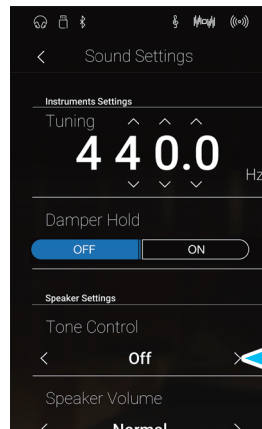 Sound Settings
Instruments Settings
Tuning
440.0
Hz
Damper Hold
OFF ON
Speaker Settings
Tone Control
Off
Speaker Volume
Normal